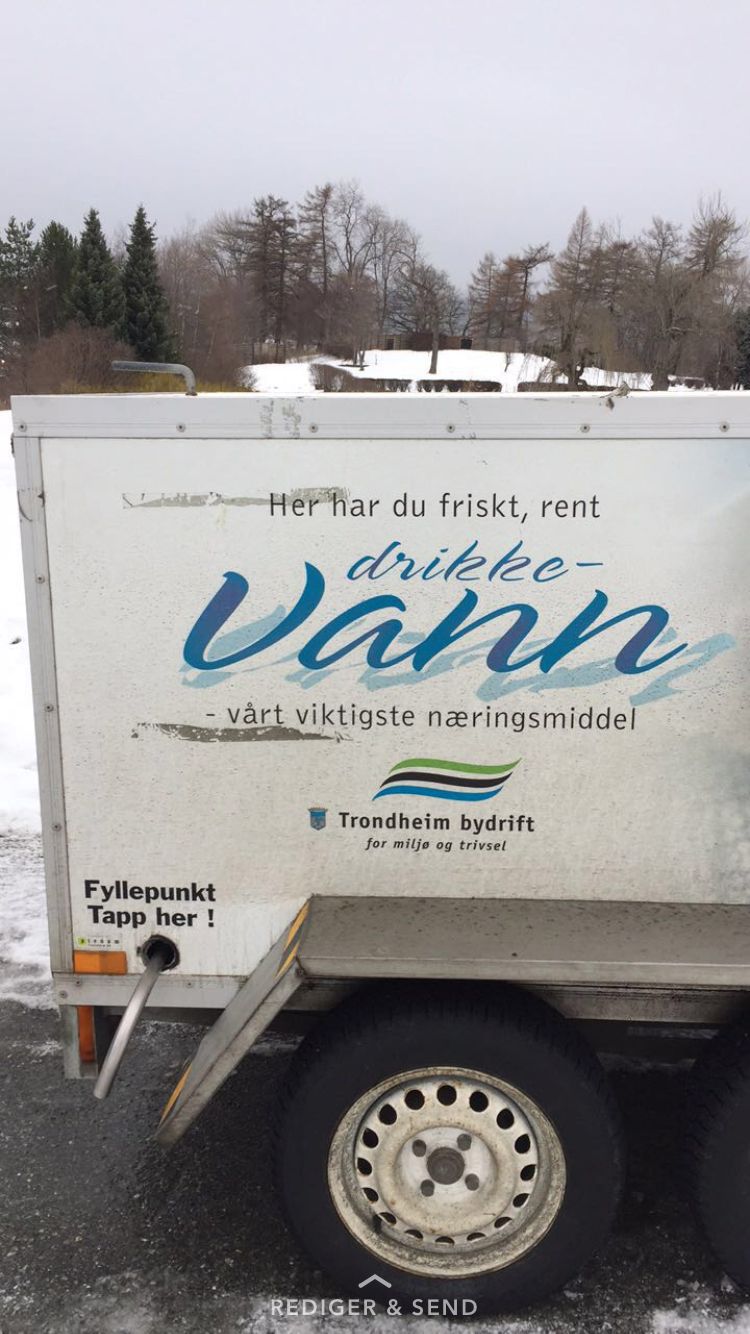 Her har du friskt, rent
drikke-
vann
- vårt viktigste næringsmiddel
Trondheim bydrift
for miljø og trivsel
Fyllepunkt
Tapp her !
REDIGER & SEND